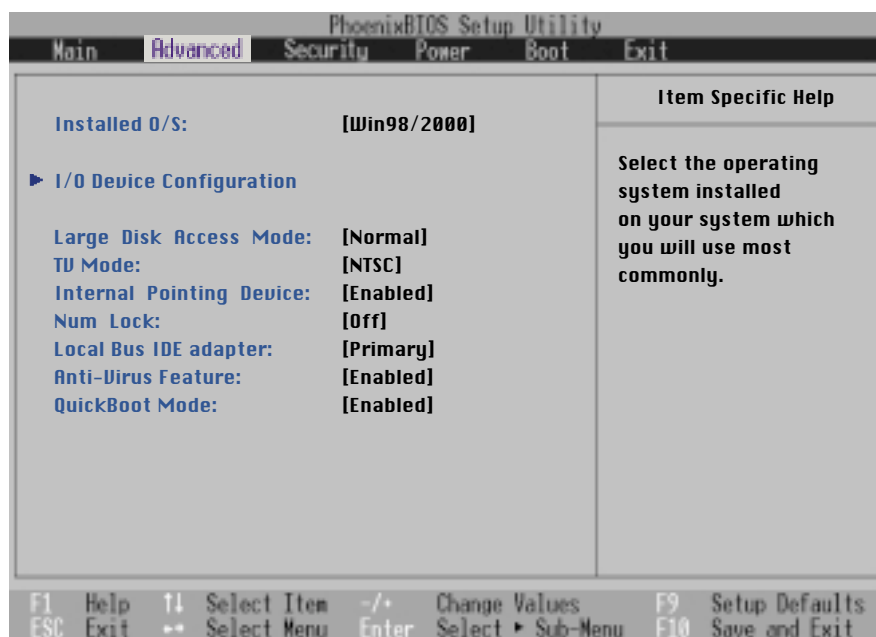 PhoenixBIOS Setup Utility
Main Advanced Security Power Boot Exit
Installed O/S: [Win98/2000]
I/O Device Configuration
Large Disk Access Mode: [Normal]
TV Mode: [NTSC]
Internal Pointing Device: [Enabled]
Num Lock: [Off]
Local Bus IDE adapter: [Primary]
Anti-Virus Feature: [Enabled]
QuickBoot Mode: [Enabled]
Item Specific Help
Select the operating
system installed
on your system which
you will use most
commonly.
F1 Help ↑↓ Select Item -/+ Change Values F9 Setup Defaults
ESC Exit ←→ Select Menu Enter Select ▶ Sub-Menu F10 Save and Exit